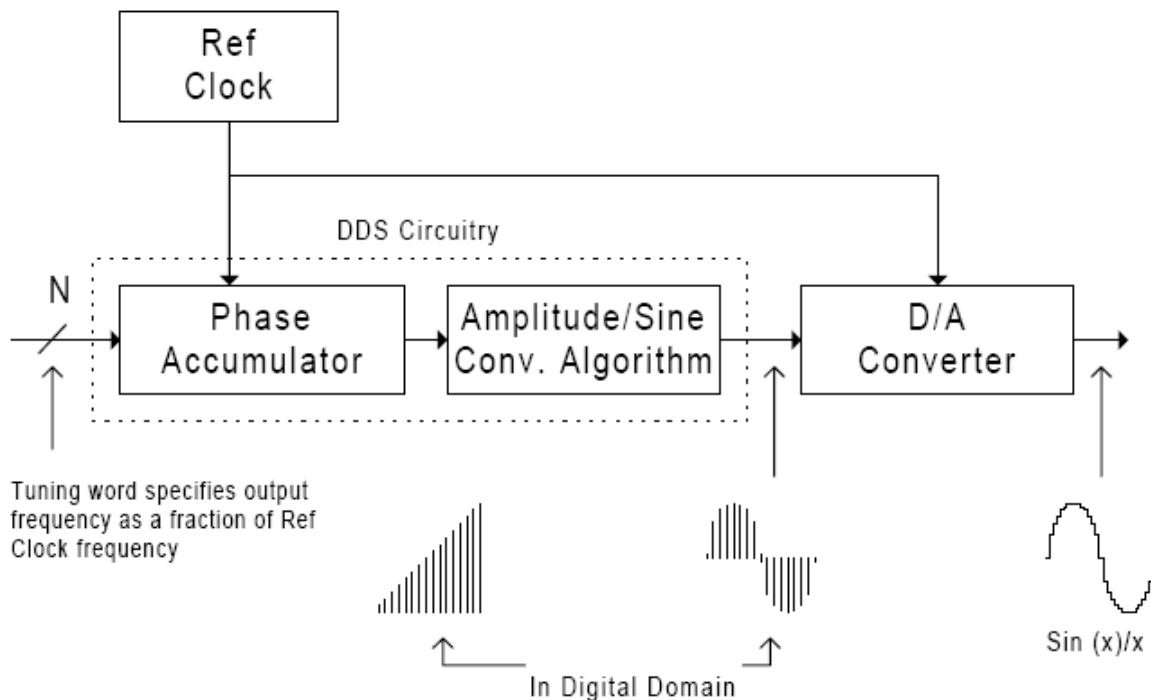 Ref
Clock
DDS Circuitry
N
Phase
Accumulator
Amplitude/Sine
Conv. Algorithm
D/A
Converter
Tuning word specifies output
frequency as a fraction of Ref
Clock frequency
Sin (x)/x
In Digital Domain